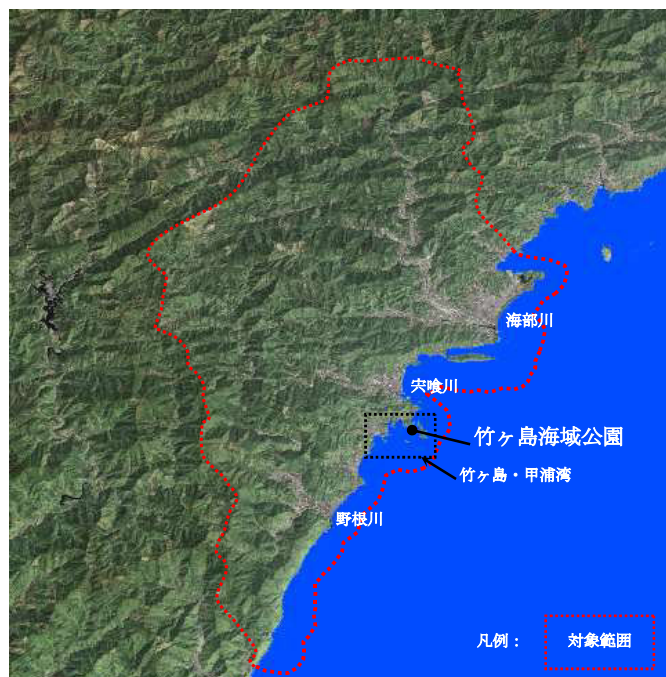 海部川
宍喰川
竹ヶ島海域公園
竹ヶ島・甲浦湾
野根川
凡例： 対象範囲